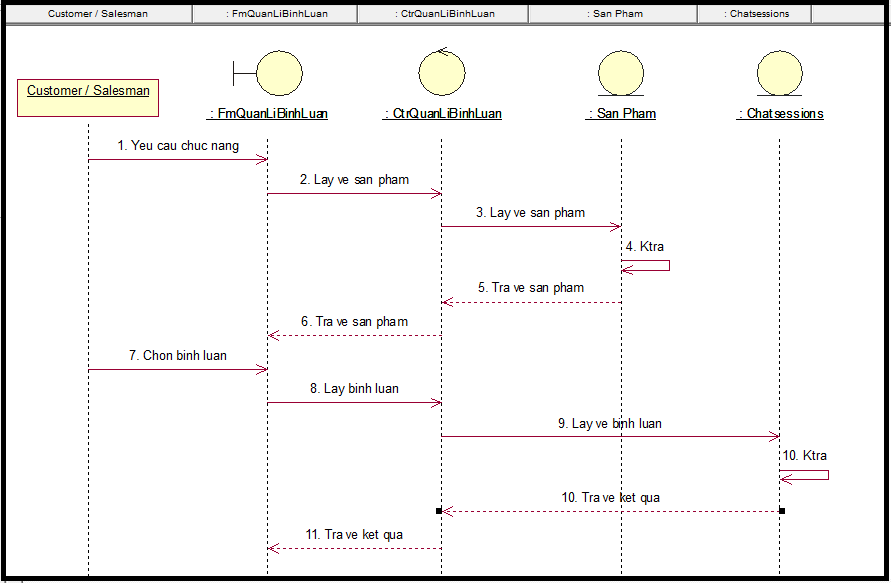 Customer / Salesman
: FmQuanLiBinhLuan
: CtrQuanLiBinhLuan
: San Pham
: Chatsessions
Customer / Salesman
: FmQuanLiBinhLuan
: CtrQuanLiBinhLuan
: San Pham
: Chatsessions
1. Yeu cau chuc nang
2. Lay ve san pham
3. Lay ve san pham
4. Ktra
5. Tra ve san pham
6. Tra ve san pham
7. Chon binh luan
8. Lay binh luan
9. Lay ve binh luan
10. Ktra
10. Tra ve ket qua
11. Tra ve ket qua